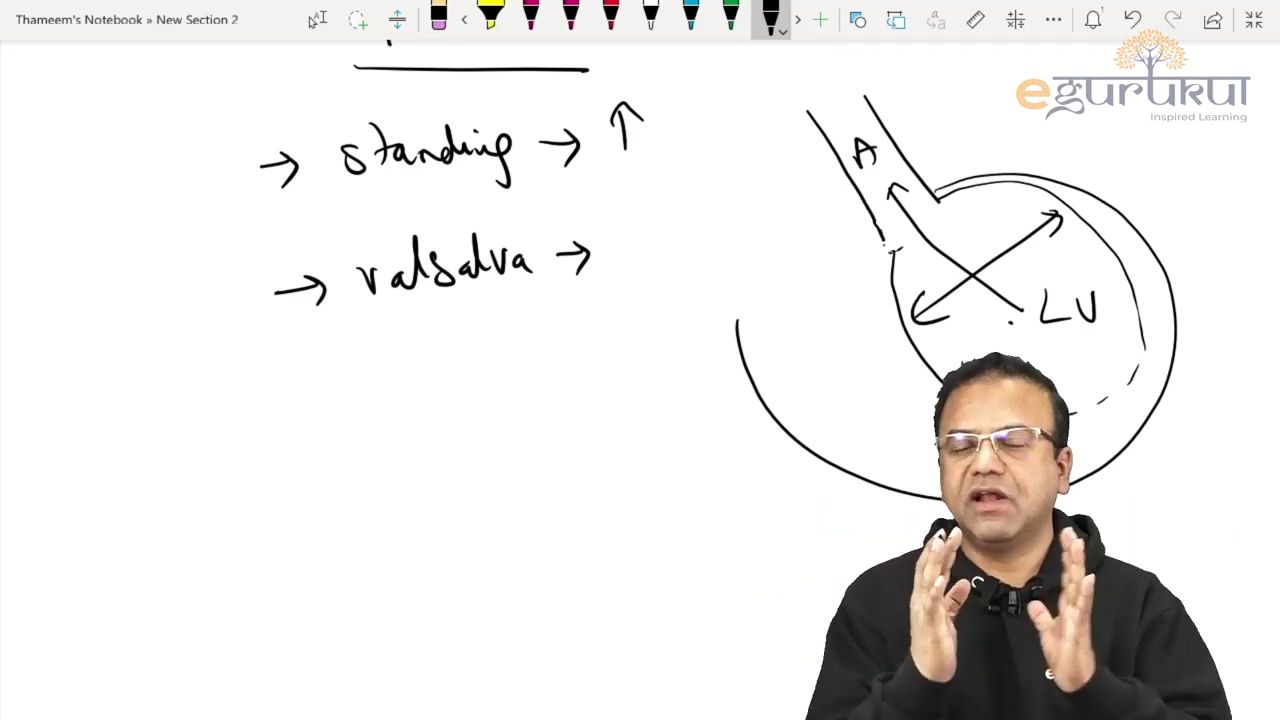 Thameem's Notebook » New Section 2
egurukul
Inspired Learning
→ standing → ↑
→ valsalva →
A
LV